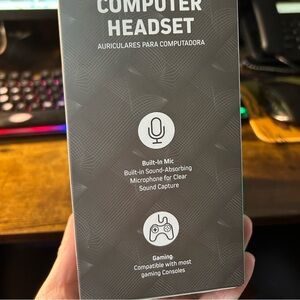 COMPUTER
HEADSET
AURICULARES PARA COMPUTADORA
Built-In Mic
Built-in Sound-Absorbing
Microphone for Clear
Sound Capture
Gaming
Compatible with most
gaming Consoles